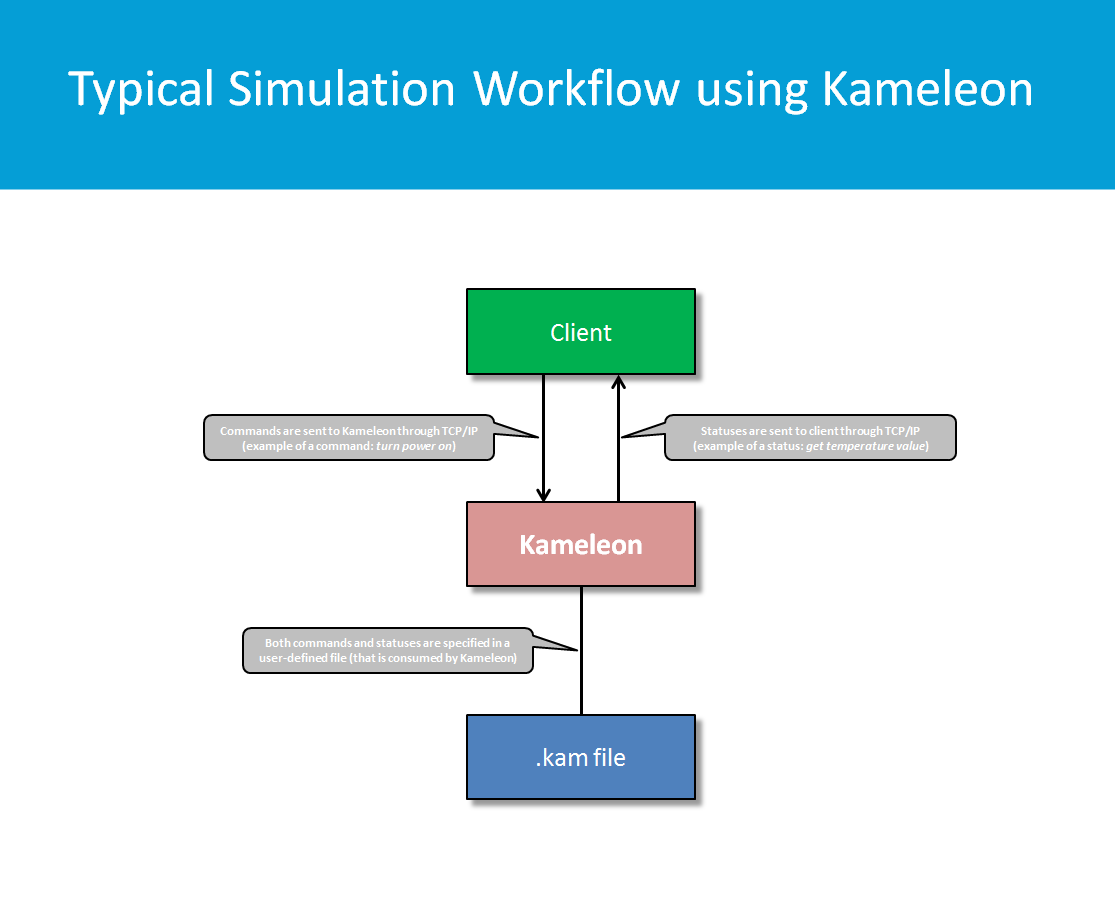 Typical Simulation Workflow using Kameleon
Client
Commands are sent to Kameleon through TCP/IP
(example of a command: turn power on)
Statuses are sent to client through TCP/IP
(example of a status: get temperature value)
Kameleon
Both commands and statuses are specified in a
user-defined file (that is consumed by Kameleon)
.kam file